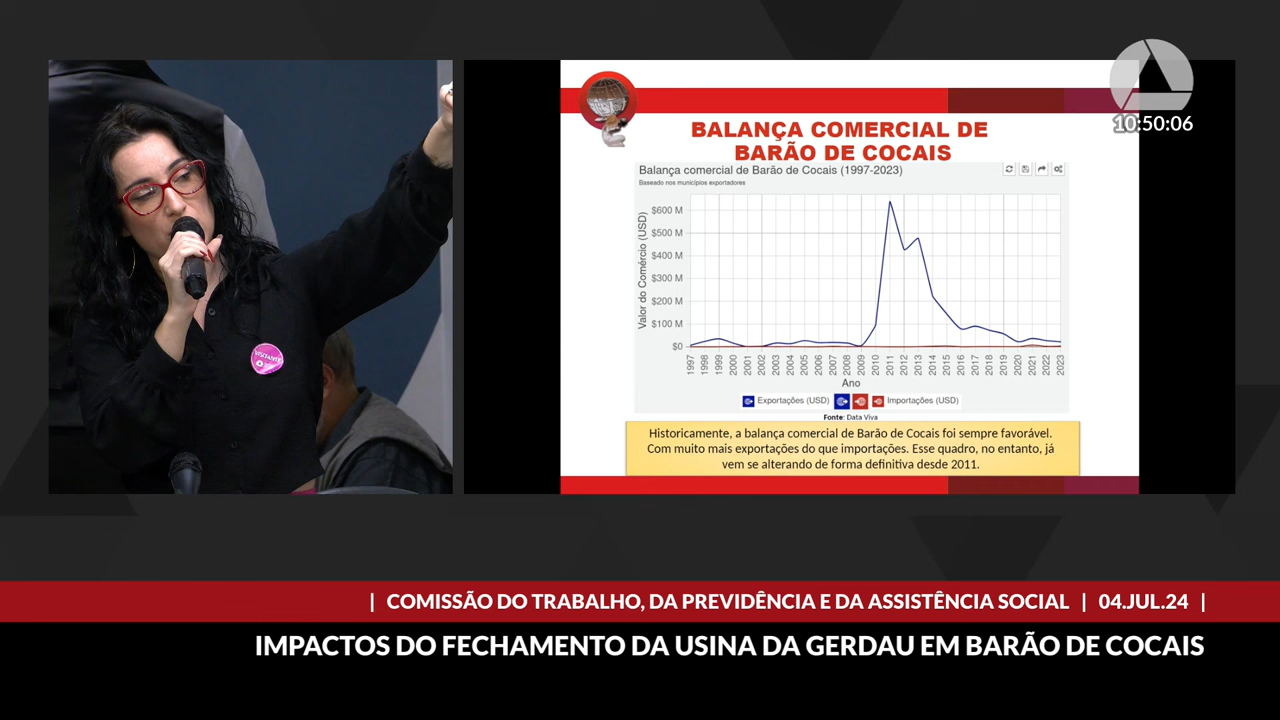 10:50:06
VISITANTE
BALANÇA COMERCIAL DE
BARÃO DE COCAIS
Balança comercial de Barão de Cocais (1997-2023)
Baseado nos municípios exportadores
Valor do Comércio (USD)
$600 M
$500 M
$400 M
$300 M
$200 M
$100 M
$0
1997 1998 1999 2000 2001 2002 2003 2004 2005 2006 2007 2008 2009 2010 2011 2012 2013 2014 2015 2016 2017 2018 2019 2020 2021 2022 2023
Ano
Exportações (USD) Importações (USD)
Fonte: Data Viva
Historicamente, a balança comercial de Barão de Cocais foi sempre favorável.
Com muito mais exportações do que importações. Esse quadro, no entanto, já
vem se alterando de forma definitiva desde 2011.
| COMISSÃO DO TRABALHO, DA PREVIDÊNCIA E DA ASSISTÊNCIA SOCIAL | 04.JUL.24 |
IMPACTOS DO FECHAMENTO DA USINA DA GERDAU EM BARÃO DE COCAIS